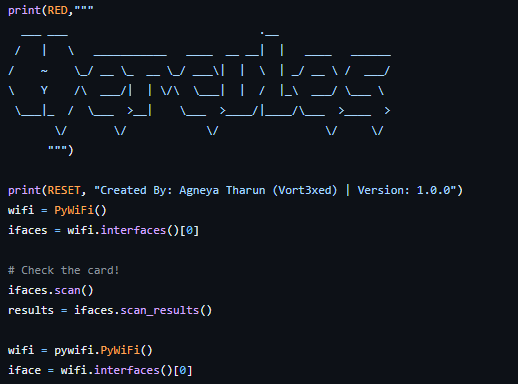 print(RED,"""
  ___ ___                             .__
 /   |   \   ___________   ____  __ __|  |   ____   ______
/    ~    \_/ __ \_  __ \_/ ___\|  |  \  | _/ __ \ /  ___/
\    Y    /\  ___/|  | \/\  \___|  |  /  |_\  ___/ \___ \
 \___|_  /  \___  >__|    \___  >____/|____/\___  >____  >
       \/       \/            \/                \/     \/
      """)
print(RESET, "Created By: Agneya Tharun (Vort3xed) | Version: 1.0.0")
wifi = PyWiFi()
ifaces = wifi.interfaces()[0]
# Check the card!
ifaces.scan()
results = ifaces.scan_results()
wifi = pywifi.PyWiFi()
iface = wifi.interfaces()[0]